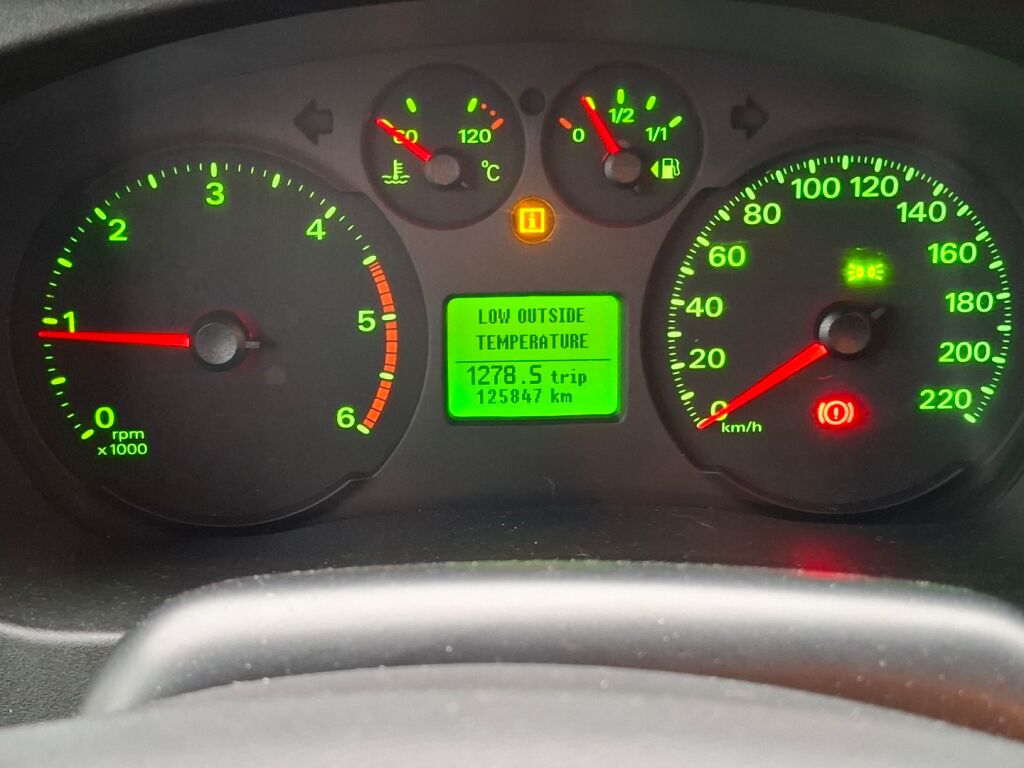 60 120
°C
0 1/2 1/1
0 1 2 3 4 5 6
rpm
x1000
i
LOW OUTSIDE
TEMPERATURE
1278.5 trip
125847 km
0 20 40 60 80 100 120 140 160 180 200 220
km/h